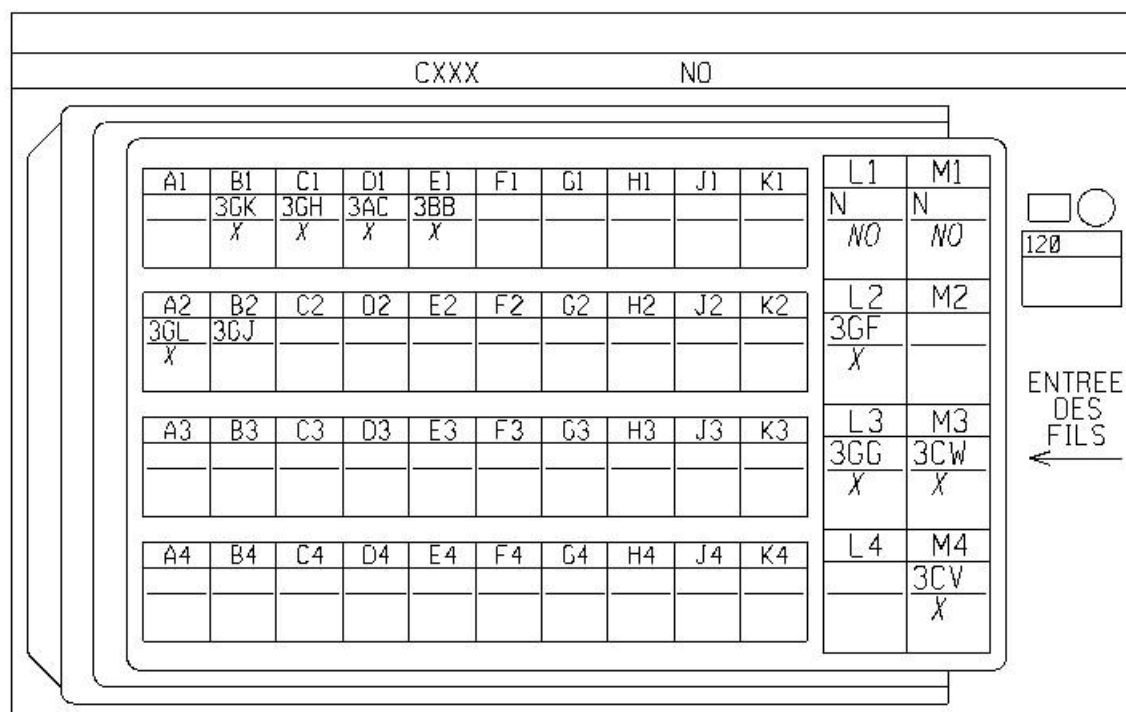 CXXX NO
A1 B1 C1 D1 E1 F1 G1 H1 J1 K1 L1 M1
3GK 3GH 3AC 3BB N N
X X X X NO NO
120
A2 B2 C2 D2 E2 F2 G2 H2 J2 K2 L2 M2
3GL 3GJ 3GF
X X
ENTREE
DES
FILS
A3 B3 C3 D3 E3 F3 G3 H3 J3 K3 L3 M3
3GG 3CW
X X
A4 B4 C4 D4 E4 F4 G4 H4 J4 K4 L4 M4
3CV
X